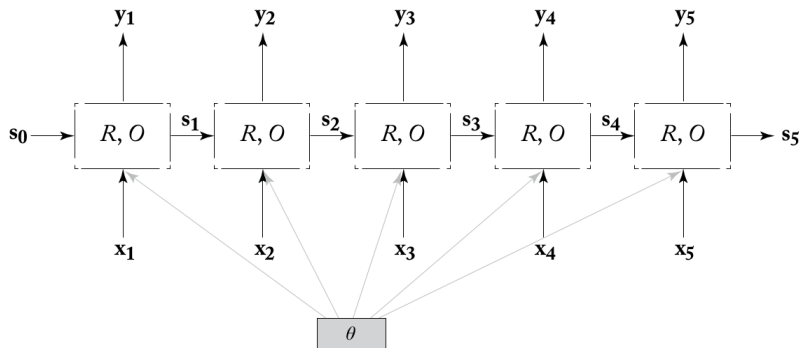 y1 y2 y3 y4 y5
s0 R, O s1 R, O s2 R, O s3 R, O s4 R, O s5
x1 x2 x3 x4 x5
θ